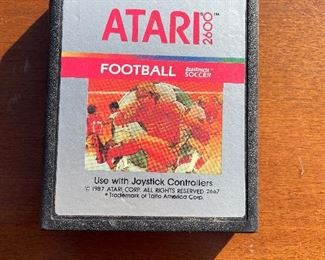 ATARI 2600
FOOTBALL RealSports SOCCER
Use with Joystick Controllers
© 1987 ATARI CORP. ALL RIGHTS RESERVED 2667
* Trademark of Taito America Corp.